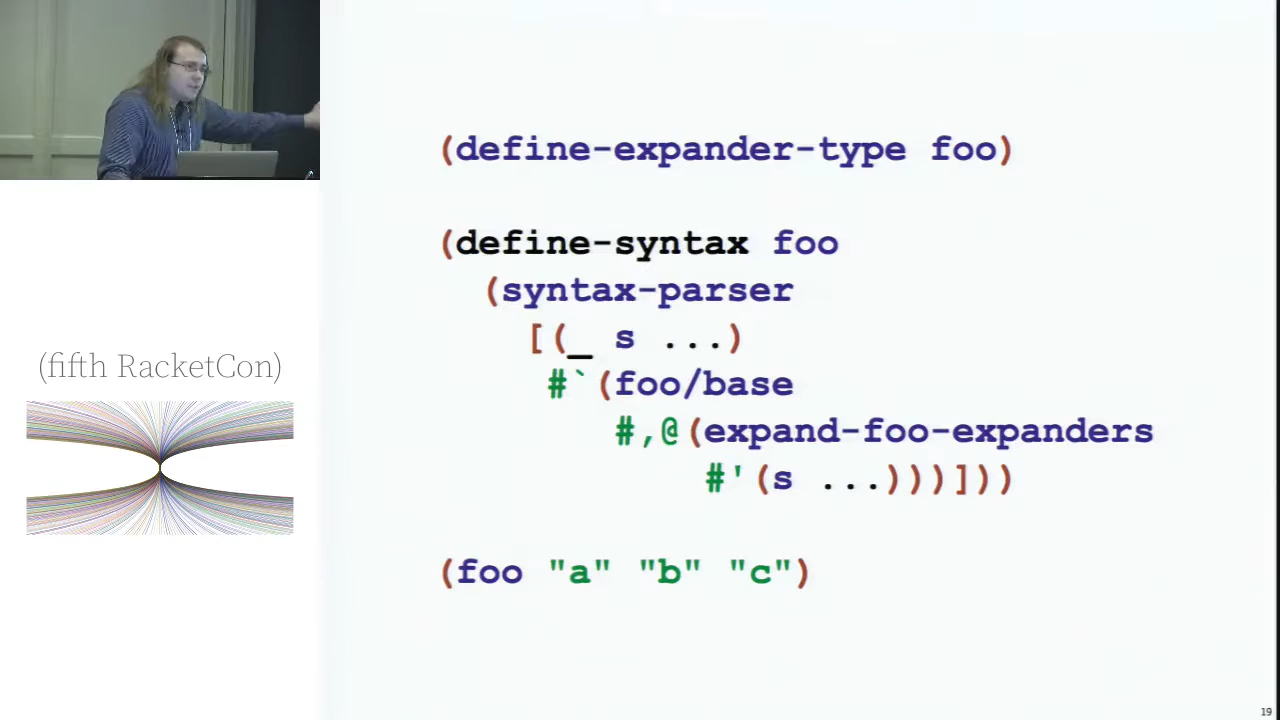 (define-expander-type foo)
(define-syntax foo
(syntax-parser
[(_ s ...)
#`(foo/base
#,@(expand-foo-expanders
#'(s ...)))]))
(foo "a" "b" "c")
(fifth RacketCon)
19